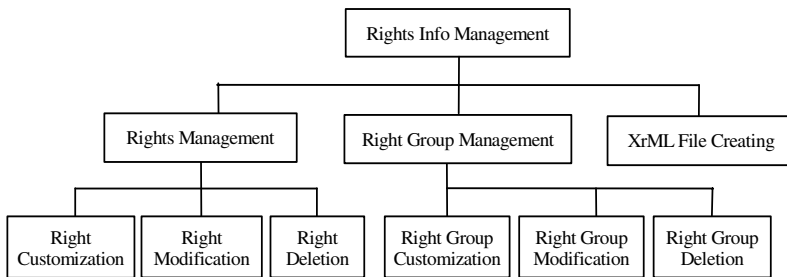 Rights Info Management
Rights Management
Right Group Management
XrML File Creating
Right
Customization
Right
Modification
Right
Deletion
Right Group
Customization
Right Group
Modification
Right Group
Deletion